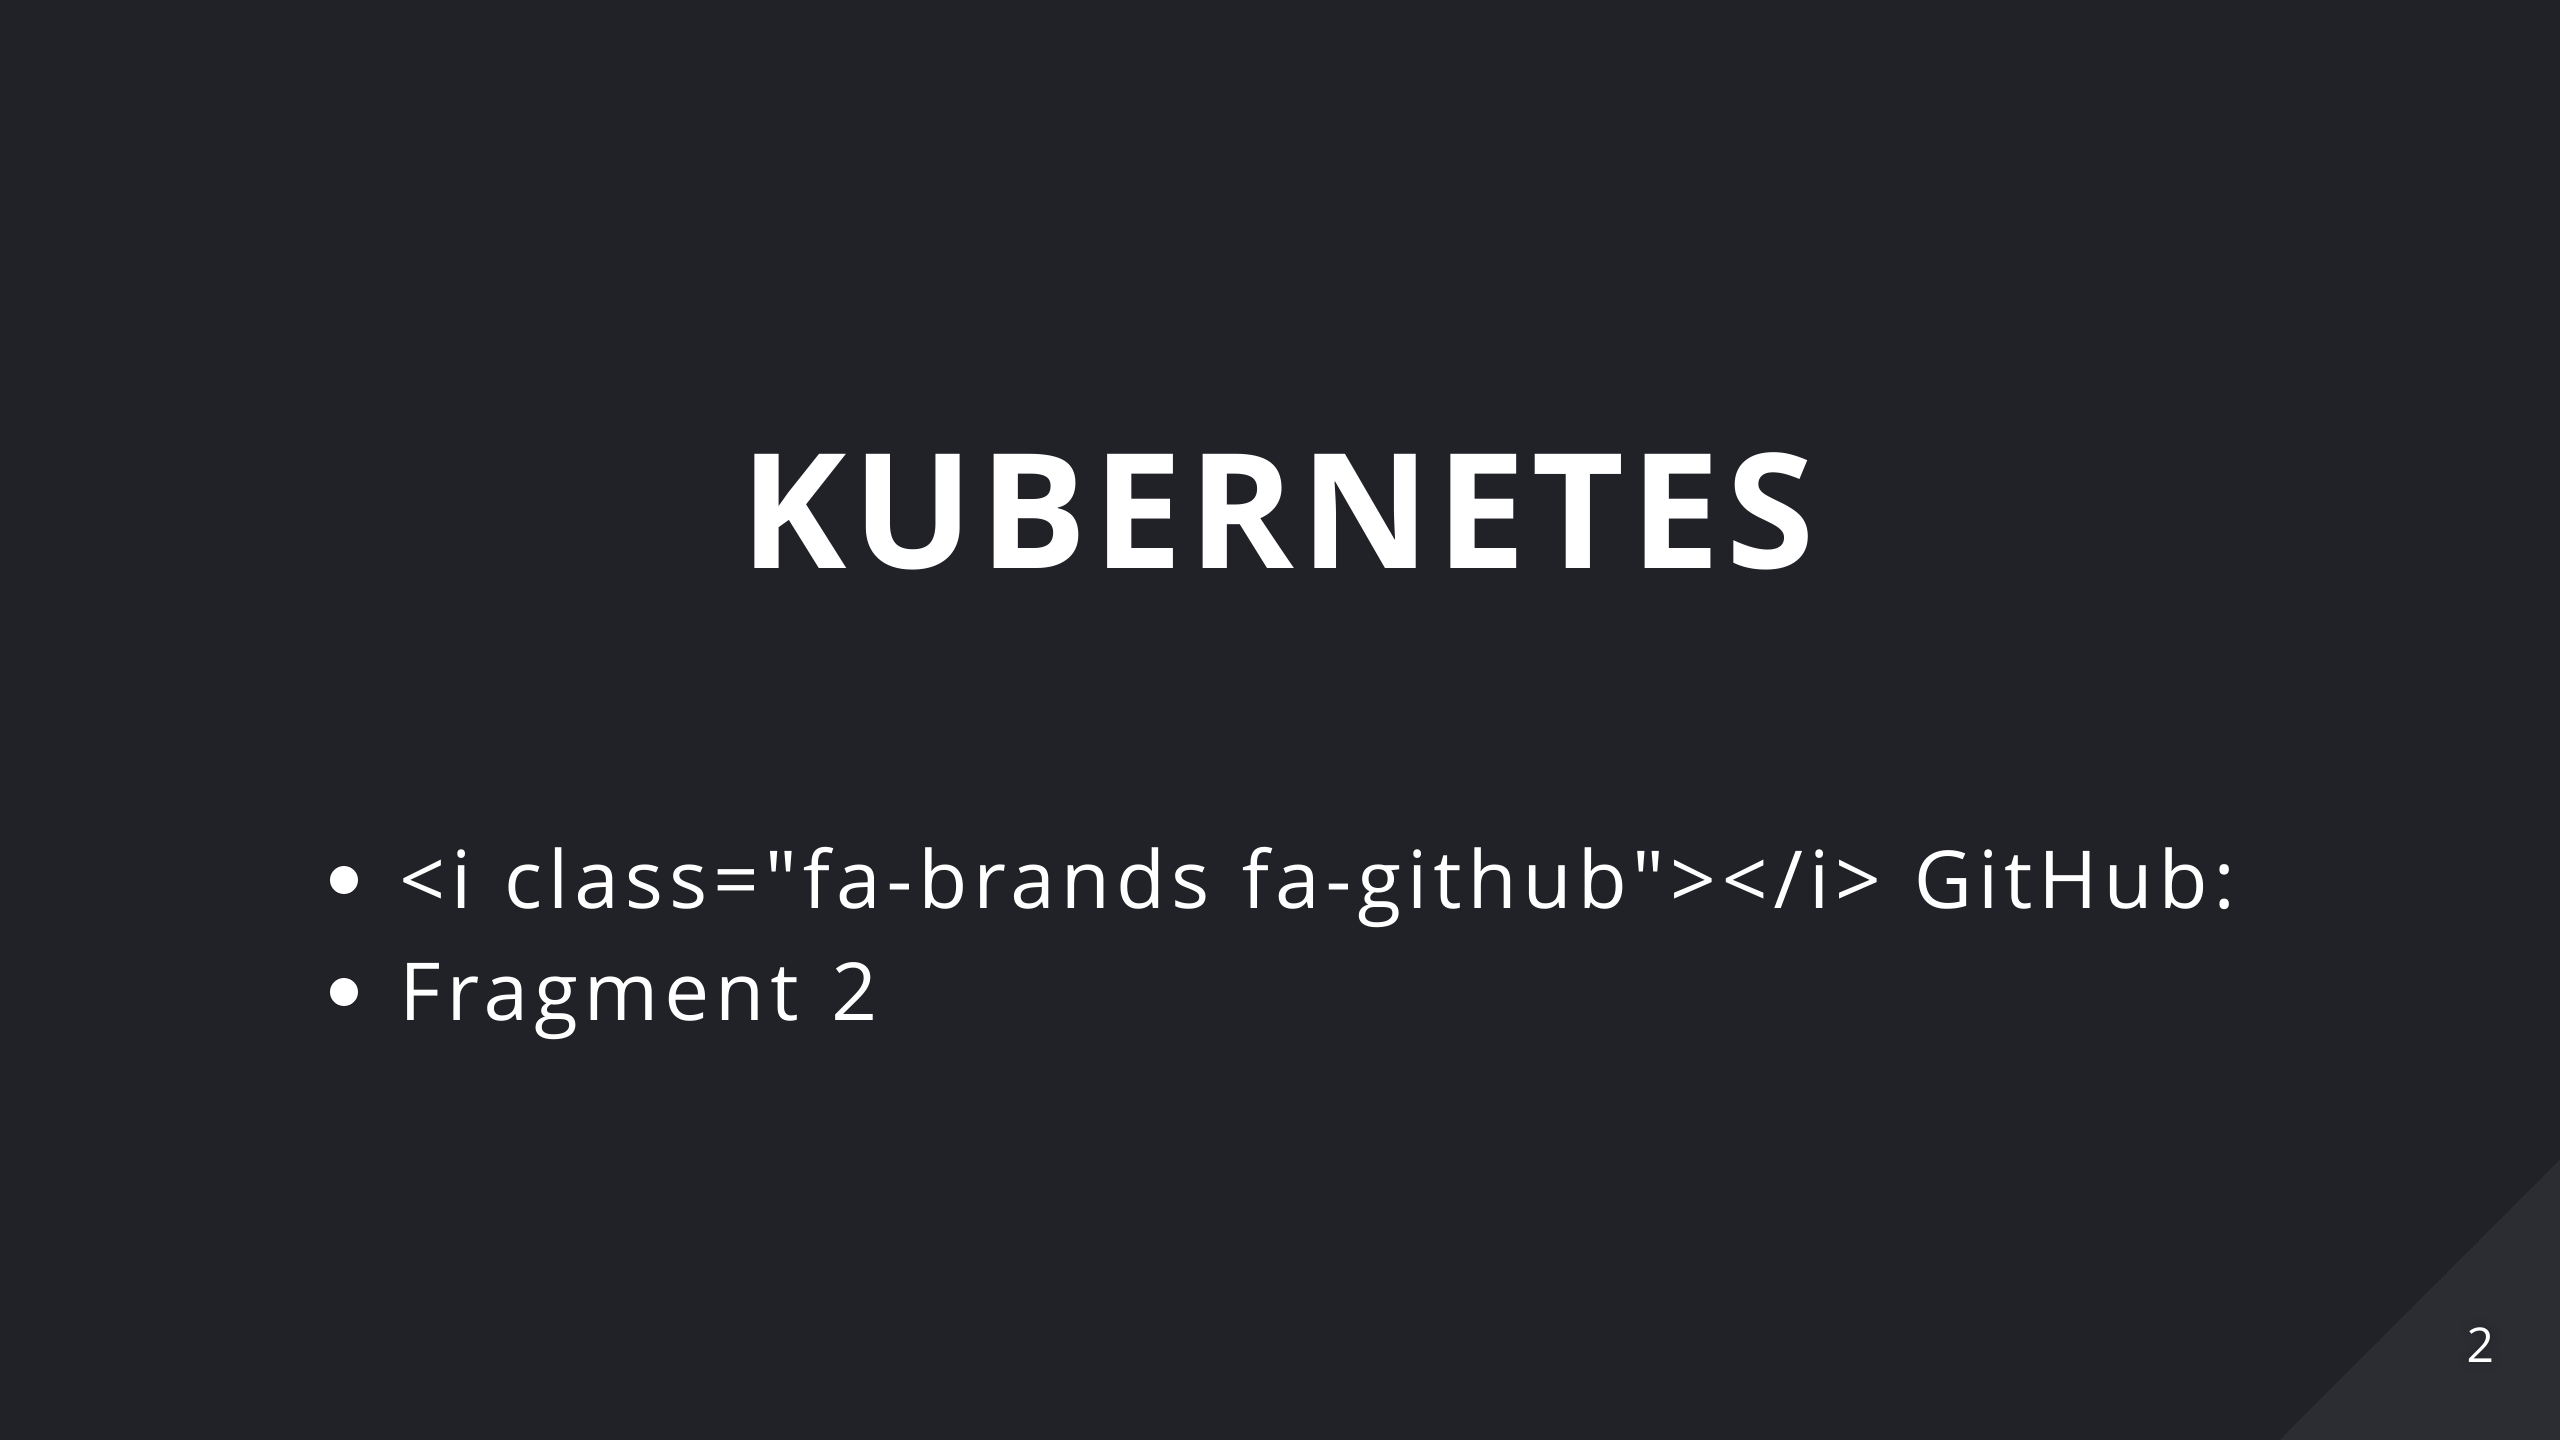 KUBERNETES
• <i class="fa-brands fa-github"></i> GitHub:
• Fragment 2
2